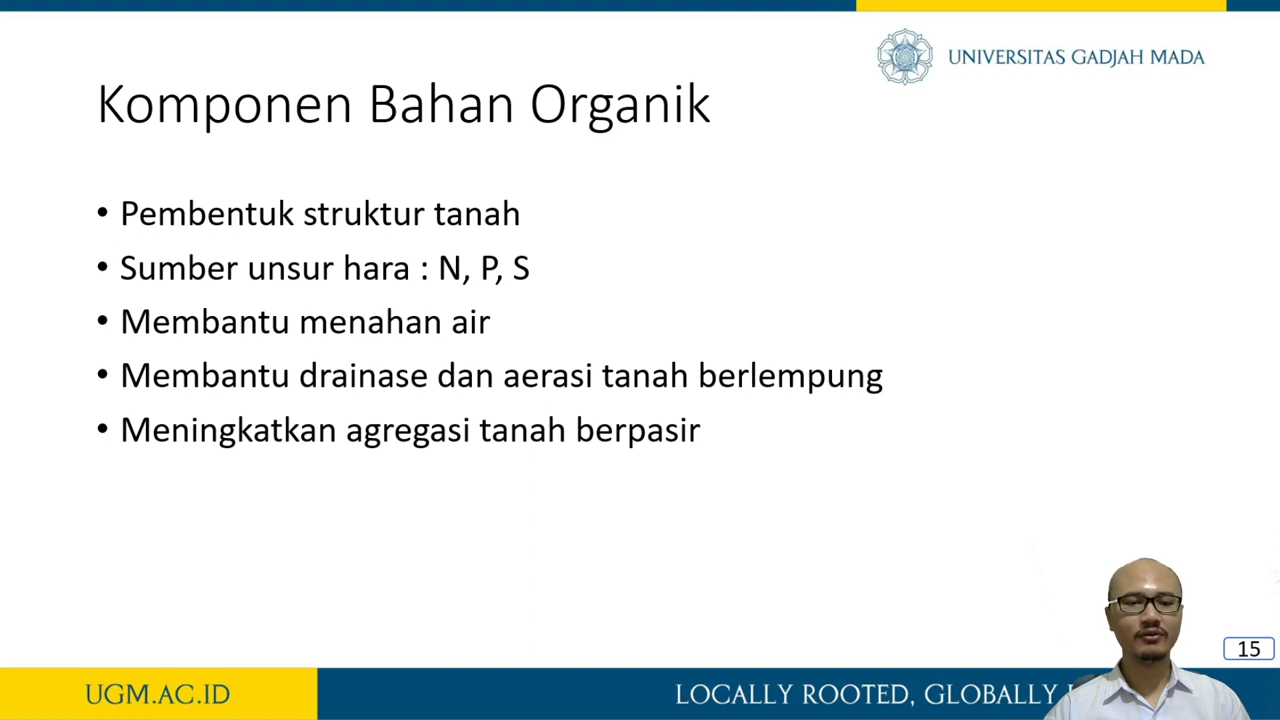 UNIVERSITAS GADJAH MADA
Komponen Bahan Organik
• Pembentuk struktur tanah
• Sumber unsur hara : N, P, S
• Membantu menahan air
• Membantu drainase dan aerasi tanah berlempung
• Meningkatkan agregasi tanah berpasir
15
UGM.AC.ID
LOCALLY ROOTED, GLOBALLY